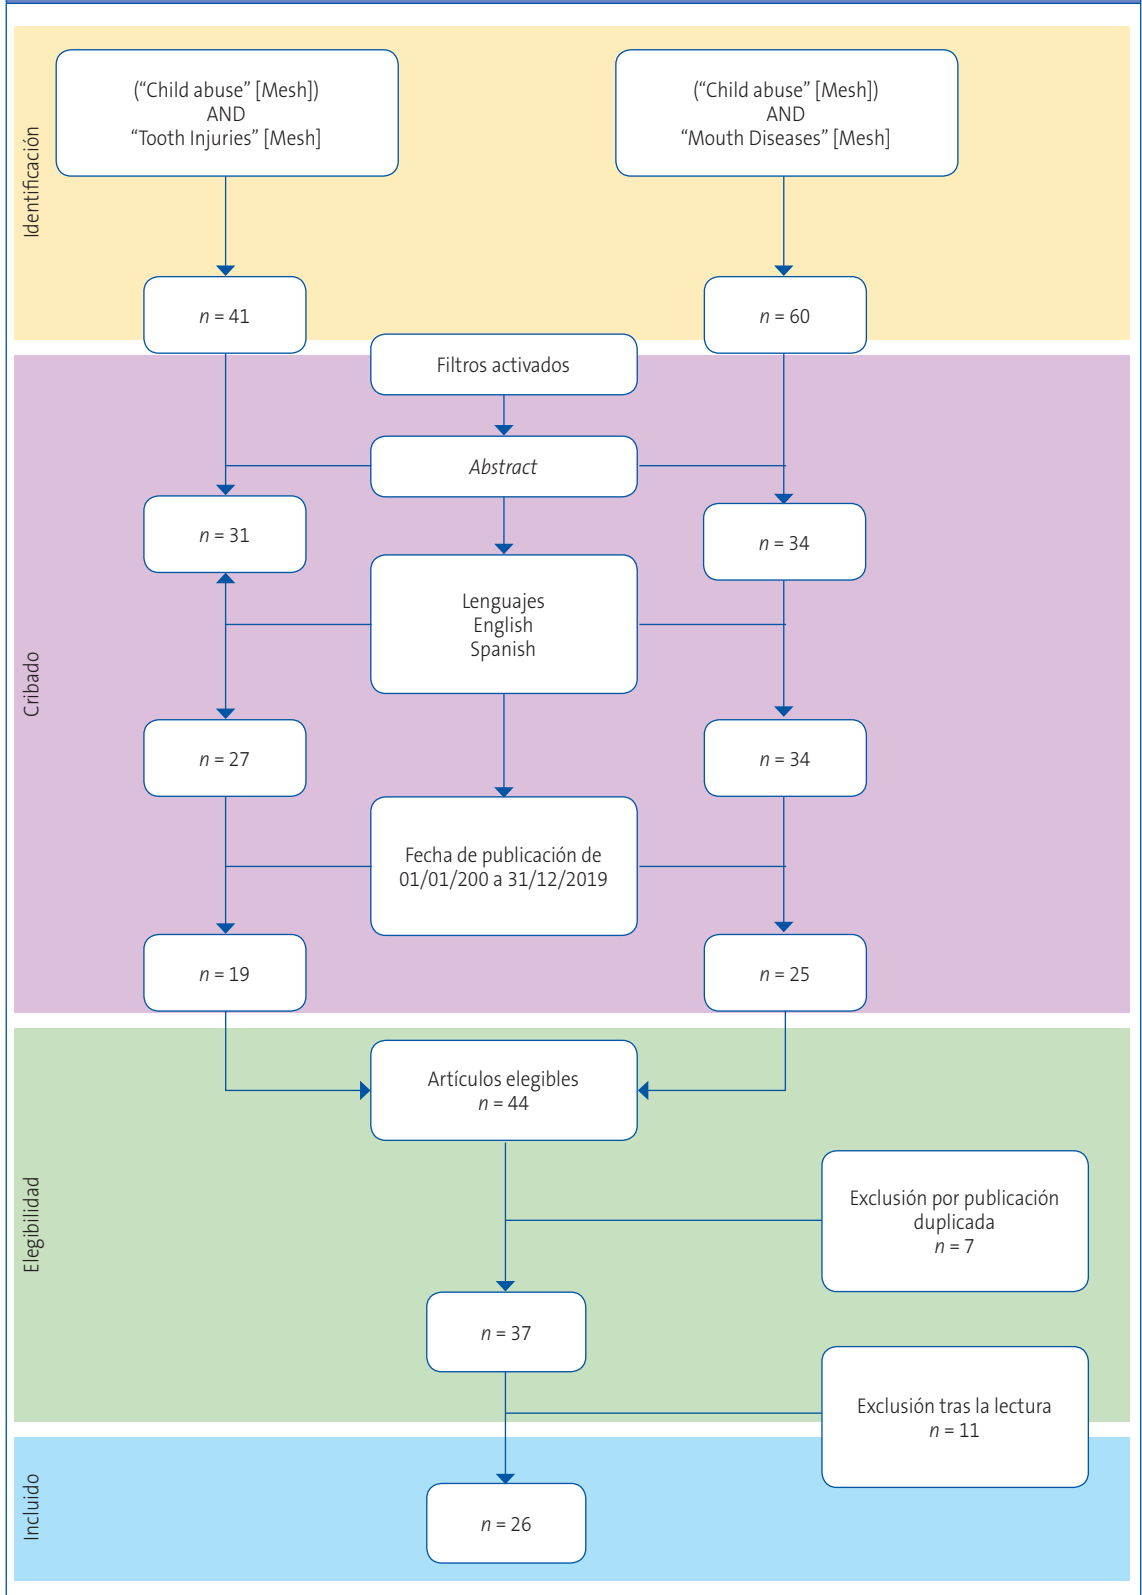 Identificación
(“Child abuse” [Mesh])
AND
“Tooth Injuries” [Mesh]
(“Child abuse” [Mesh])
AND
“Mouth Diseases” [Mesh]
n = 41
n = 60
Cribado
Filtros activados
Abstract
n = 31
n = 34
Lenguajes
English
Spanish
n = 27
n = 34
Fecha de publicación de
01/01/200 a 31/12/2019
n = 19
n = 25
Elegibilidad
Artículos elegibles
n = 44
Exclusión por publicación
duplicada
n = 7
n = 37
Exclusión tras la lectura
n = 11
Incluido
n = 26